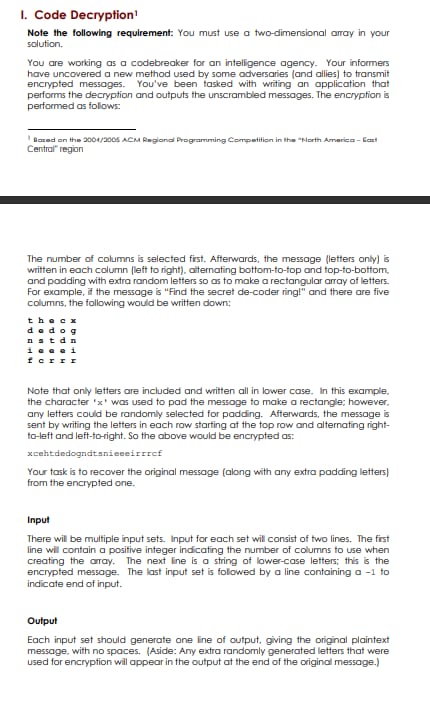 I. Code Decryption¹
Note the following requirement: You must use a two-dimensional array in your
solution.
You are working as a codebreaker for an intelligence agency. Your informers
have uncovered a new method used by some adversaries (and allies) to transmit
encrypted messages. You've been tasked with writing an application that
performs the decryption and outputs the unscrambled messages. The encryption is
performed as follows:
¹ Based on the 2004/2005 ACM Regional Programming Competition in the "North America – East
Central" region
The number of columns is selected first. Afterwards, the message (letters only) is
written in each column (left to right), alternating bottom-to-top and top-to-bottom,
and padding with extra random letters so as to make a rectangular array of letters.
For example, if the message is "Find the secret de-coder ring!" and there are five
columns, the following would be written down:
t h e c x
d e d o g
n s t d n
i e e e i
f c r r r
Note that only letters are included and written all in lower case. In this example,
the character 'x' was used to pad the message to make a rectangle; however,
any letters could be randomly selected for padding. Afterwards, the message is
sent by writing the letters in each row starting at the top row and alternating right-
to-left and left-to-right. So the above would be encrypted as:
xcehtdedogndtsnieeeirrrcf
Your task is to recover the original message (along with any extra padding letters)
from the encrypted one.
Input
There will be multiple input sets. Input for each set will consist of two lines. The first
line will contain a positive integer indicating the number of columns to use when
creating the array. The next line is a string of lower-case letters; this is the
encrypted message. The last input set is followed by a line containing a -1 to
indicate end of input.
Output
Each input set should generate one line of output, giving the original plaintext
message, with no spaces. (Aside: Any extra randomly generated letters that were
used for encryption will appear in the output at the end of the original message.)